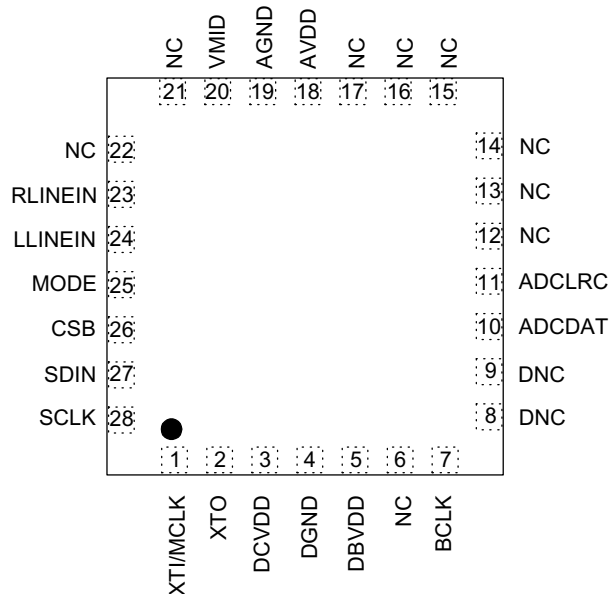 NC VMID AGND AVDD NC NC NC
21 20 19 18 17 16 15
NC 22
RLINEIN 23
LLINEIN 24
MODE 25
CSB 26
SDIN 27
SCLK 28
14 NC
13 NC
12 NC
11 ADCLRC
10 ADCDAT
9 DNC
8 DNC
1 2 3 4 5 6 7
XTI/MCLK XTO DCVDD DGND DBVDD NC BCLK